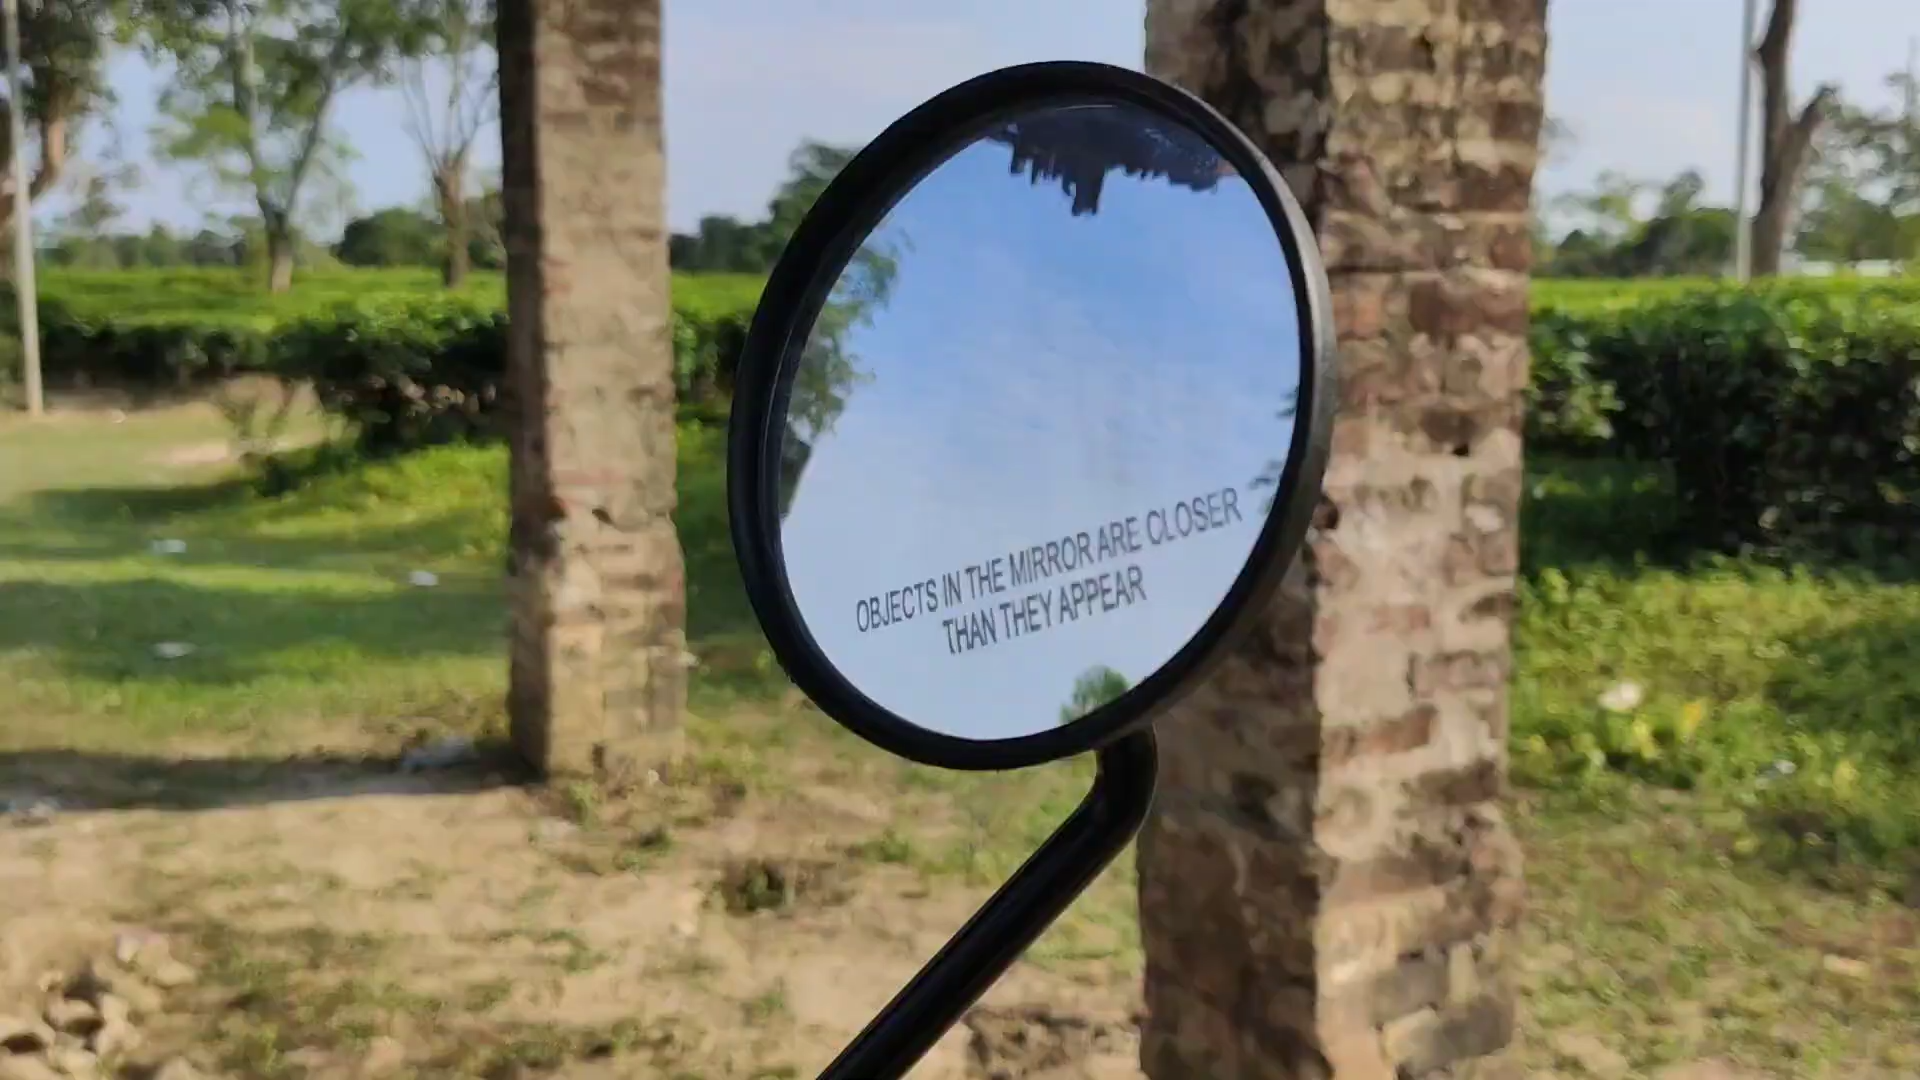 OBJECTS IN THE MIRROR ARE CLOSER
THAN THEY APPEAR